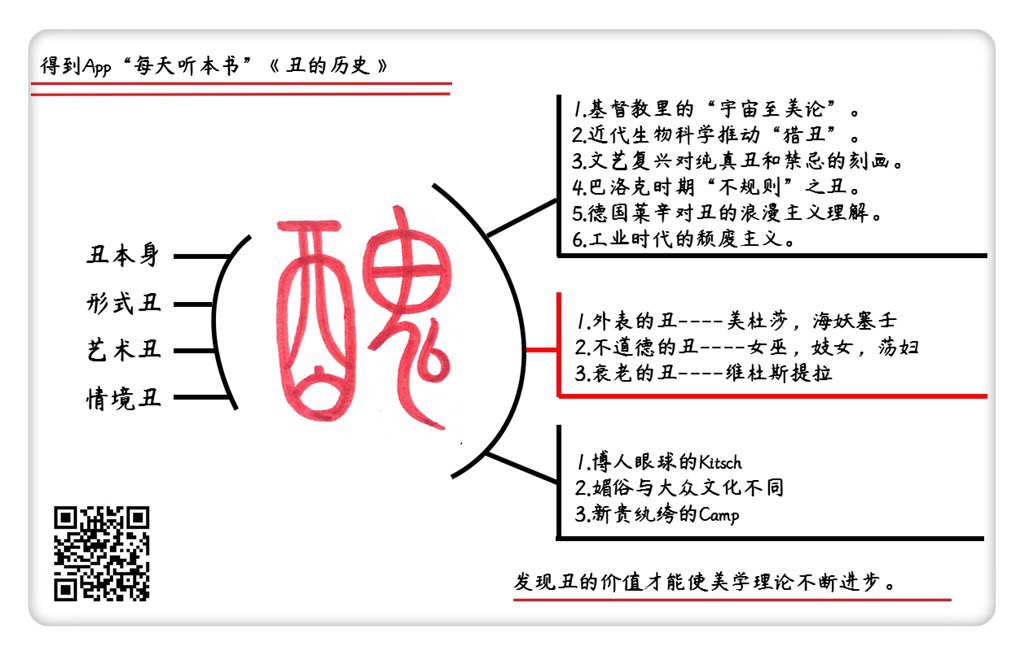 得到App“每天听本书”《丑的历史》
丑本身
形式丑
艺术丑
情境丑
醜
1.基督教里的“宇宙至美论”。
2.近代生物科学推动“猎丑”。
3.文艺复兴对纯真丑和禁忌的刻画。
4.巴洛克时期“不规则”之丑。
5.德国莱辛对丑的浪漫主义理解。
6.工业时代的颓废主义。
1.外表的丑----美杜莎，海妖塞壬
2.不道德的丑----女巫，妓女，荡妇
3.衰老的丑----维杜斯提拉
1.博人眼球的Kitsch
2.媚俗与大众文化不同
3.新贵纨绔的Camp
发现丑的价值才能使美学理论不断进步。